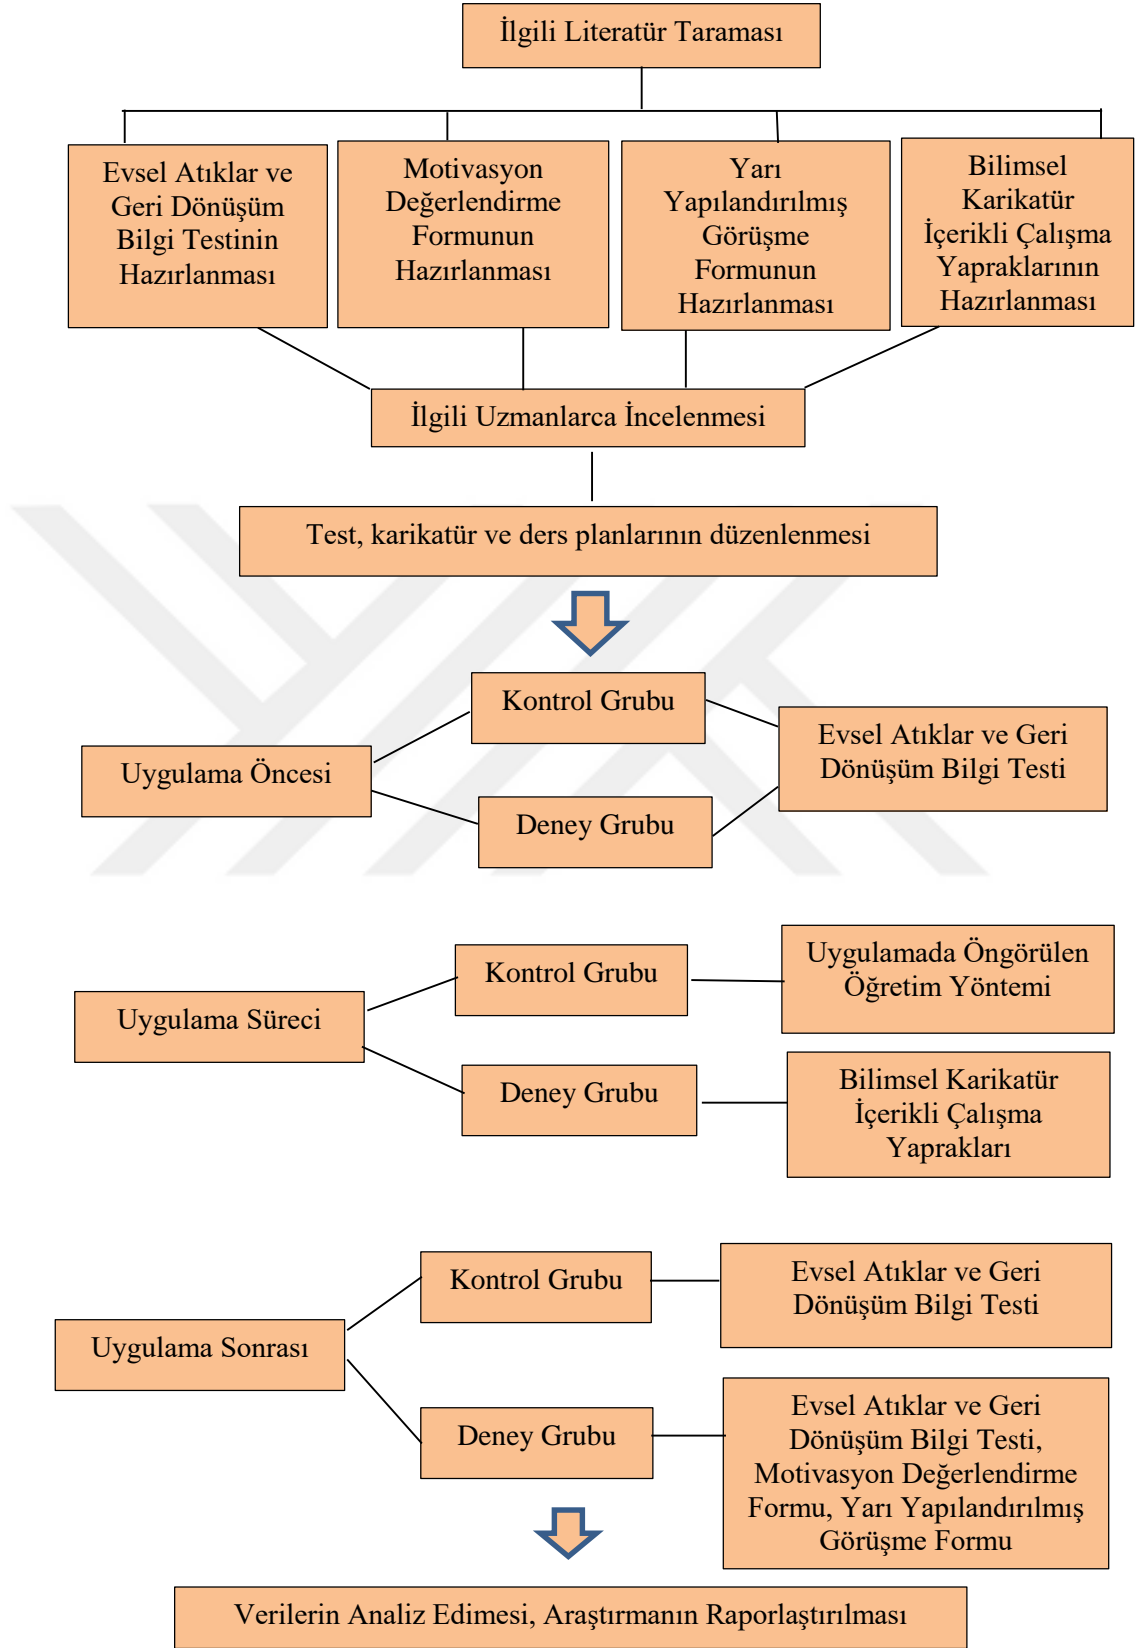 İlgili Literatür Taraması
Evsel Atıklar ve
Geri Dönüşüm
Bilgi Testinin
Hazırlanması
Motivasyon
Değerlendirme
Formunun
Hazırlanması
Yarı
Yapılandırılmış
Görüşme
Formunun
Hazırlanması
Bilimsel
Karikatür
İçerikli Çalışma
Yapraklarının
Hazırlanması
İlgili Uzmanlarca İncelenmesi
Test, karikatür ve ders planlarının düzenlenmesi
Uygulama Öncesi
Kontrol Grubu
Deney Grubu
Evsel Atıklar ve Geri
Dönüşüm Bilgi Testi
Uygulama Süreci
Kontrol Grubu
Uygulamada Öngörülen
Öğretim Yöntemi
Deney Grubu
Bilimsel Karikatür
İçerikli Çalışma
Yaprakları
Uygulama Sonrası
Kontrol Grubu
Evsel Atıklar ve Geri
Dönüşüm Bilgi Testi
Deney Grubu
Evsel Atıklar ve Geri
Dönüşüm Bilgi Testi,
Motivasyon Değerlendirme
Formu, Yarı Yapılandırılmış
Görüşme Formu
Verilerin Analiz Edimesi, Araştırmanın Raporlaştırılması